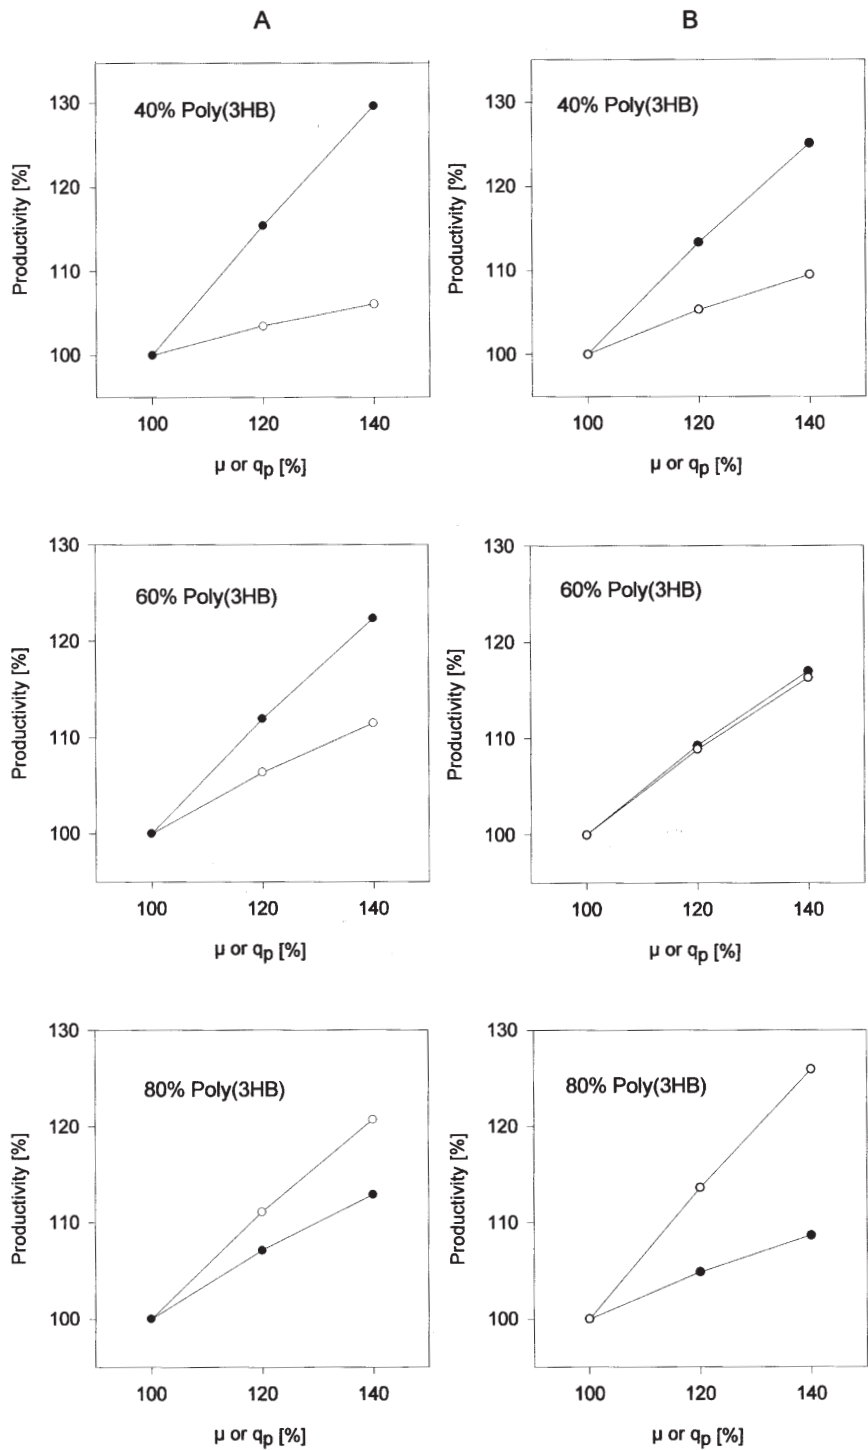 A
B
40% Poly(3HB)
130
120
110
100
Productivity [%]
100 120 140
µ or qp [%]
40% Poly(3HB)
130
120
110
100
Productivity [%]
100 120 140
µ or qp [%]
60% Poly(3HB)
130
120
110
100
Productivity [%]
100 120 140
µ or qp [%]
60% Poly(3HB)
130
120
110
100
Productivity [%]
100 120 140
µ or qp [%]
80% Poly(3HB)
130
120
110
100
Productivity [%]
100 120 140
µ or qp [%]
80% Poly(3HB)
130
120
110
100
Productivity [%]
100 120 140
µ or qp [%]